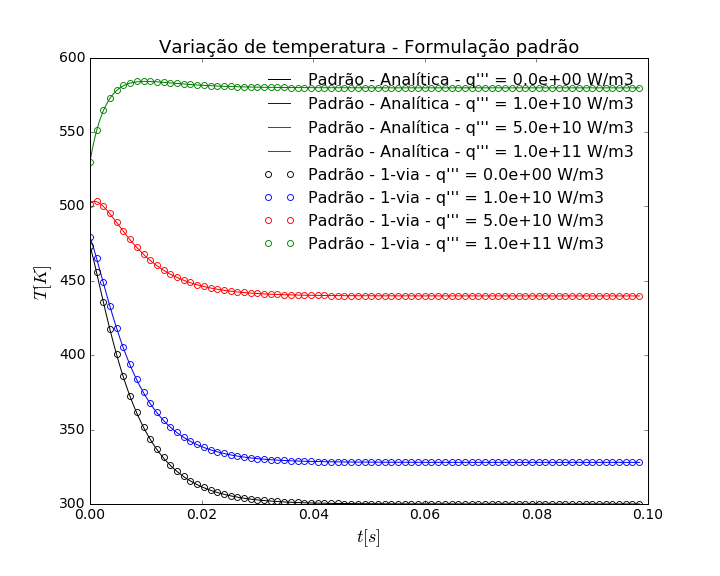 Variação de temperatura - Formulação padrão
600
550
500
450
400
350
300
T[K]
Padrão - Analítica - q''' = 0.0e+00 W/m3
Padrão - Analítica - q''' = 1.0e+10 W/m3
Padrão - Analítica - q''' = 5.0e+10 W/m3
Padrão - Analítica - q''' = 1.0e+11 W/m3
Padrão - 1-via - q''' = 0.0e+00 W/m3
Padrão - 1-via - q''' = 1.0e+10 W/m3
Padrão - 1-via - q''' = 5.0e+10 W/m3
Padrão - 1-via - q''' = 1.0e+11 W/m3
0.00 0.02 0.04 0.06 0.08 0.10
t[s]